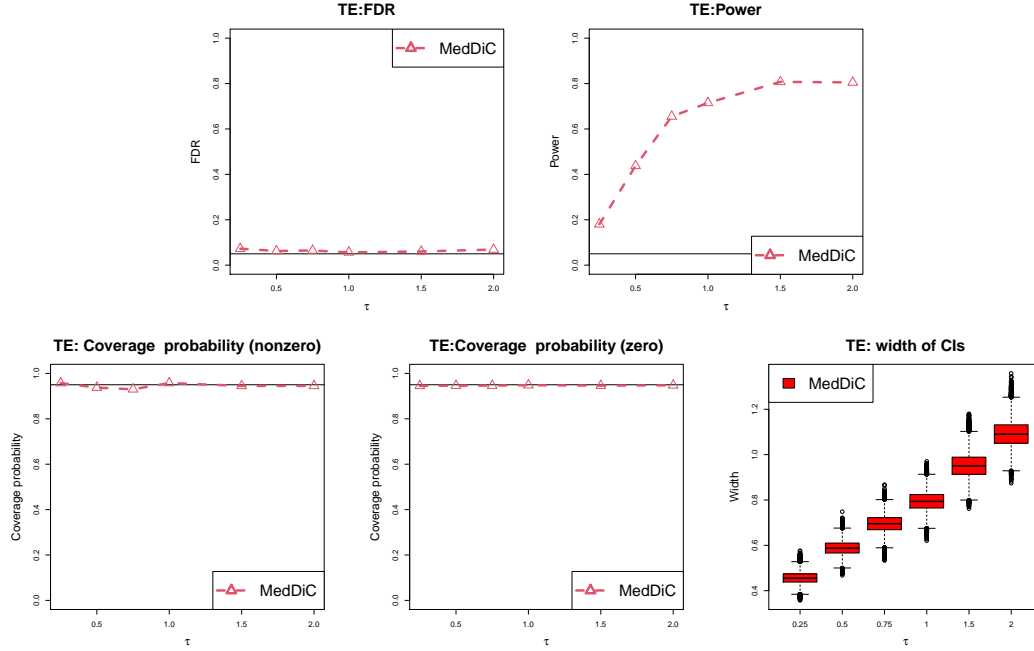 TE:FDR
MedDiC
FDR
0.0 0.2 0.4 0.6 0.8 1.0
0.5 1.0 1.5 2.0
τ
TE:Power
MedDiC
Power
0.0 0.2 0.4 0.6 0.8 1.0
0.5 1.0 1.5 2.0
τ
TE: Coverage probability (nonzero)
MedDiC
Coverage probability
0.0 0.2 0.4 0.6 0.8 1.0
0.5 1.0 1.5 2.0
τ
TE:Coverage probability (zero)
MedDiC
Coverage probability
0.0 0.2 0.4 0.6 0.8 1.0
0.5 1.0 1.5 2.0
τ
TE: width of CIs
MedDiC
Width
0.4 0.6 0.8 1.0 1.2
0.25 0.5 0.75 1 1.5 2
τ